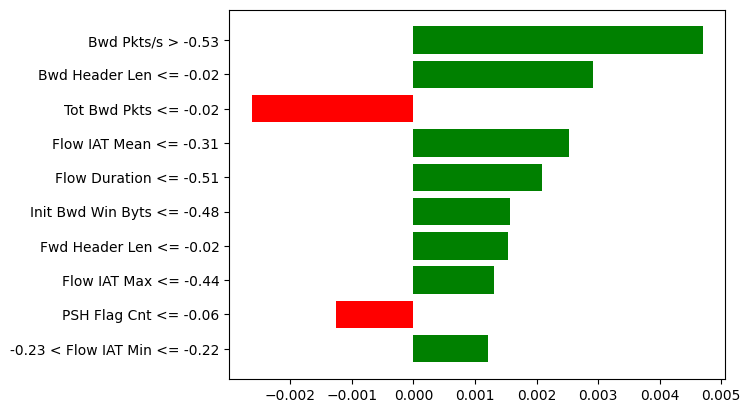 Bwd Pkts/s > -0.53
Bwd Header Len <= -0.02
Tot Bwd Pkts <= -0.02
Flow IAT Mean <= -0.31
Flow Duration <= -0.51
Init Bwd Win Byts <= -0.48
Fwd Header Len <= -0.02
Flow IAT Max <= -0.44
PSH Flag Cnt <= -0.06
-0.23 < Flow IAT Min <= -0.22
−0.002 −0.001 0.000 0.001 0.002 0.003 0.004 0.005